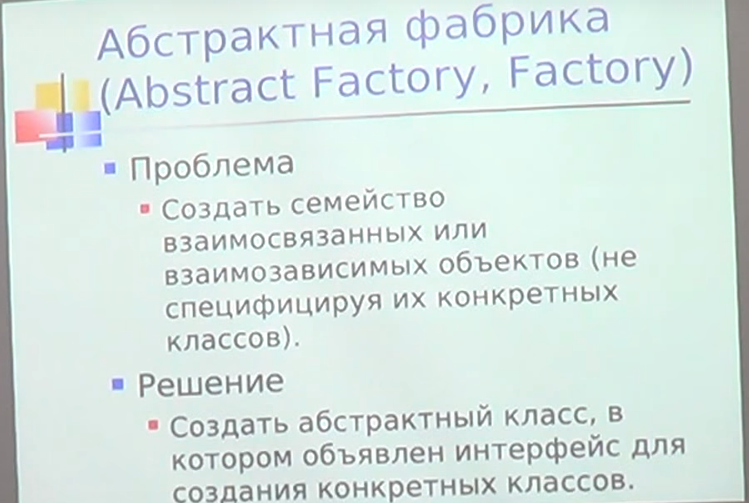 Абстрактная фабрика
(Abstract Factory, Factory)
Проблема
Создать семейство
взаимосвязанных или
взаимозависимых объектов (не
специфицируя их конкретных
классов).
Решение
Создать абстрактный класс, в
котором объявлен интерфейс для
создания конкретных классов.